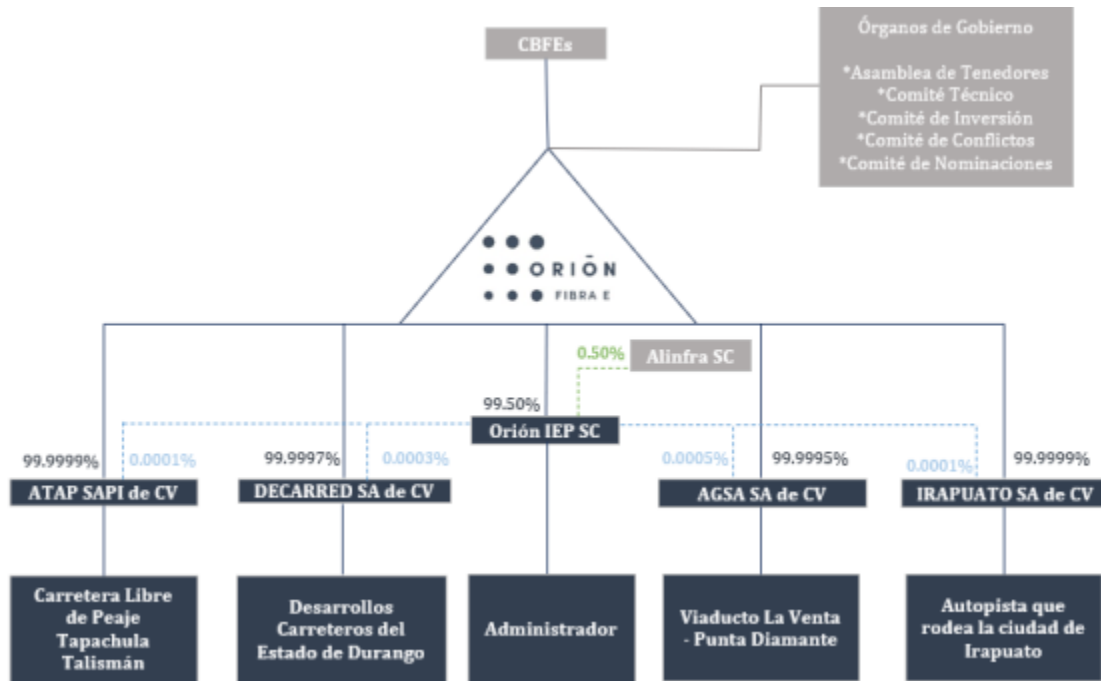 CBFEs
Órganos de Gobierno
*Asamblea de Tenedores
*Comité Técnico
*Comité de Inversión
*Comité de Conflictos
*Comité de Nominaciones
ORIÓN
FIBRA E
0.50%
Alinfra SC
99.50%
Orión IEP SC
99.9999%
0.0001%
99.9997%
0.0003%
0.0005%
99.9995%
0.0001%
99.9999%
ATAP SAPI de CV
DECARRED SA de CV
AGSA SA de CV
IRAPUATO SA de CV
Carretera Libre
de Peaje
Tapachula
Talismán
Desarrollos
Carreteros del
Estado de Durango
Administrador
Viaducto La Venta
- Punta Diamante
Autopista que
rodea la ciudad de
Irapuato